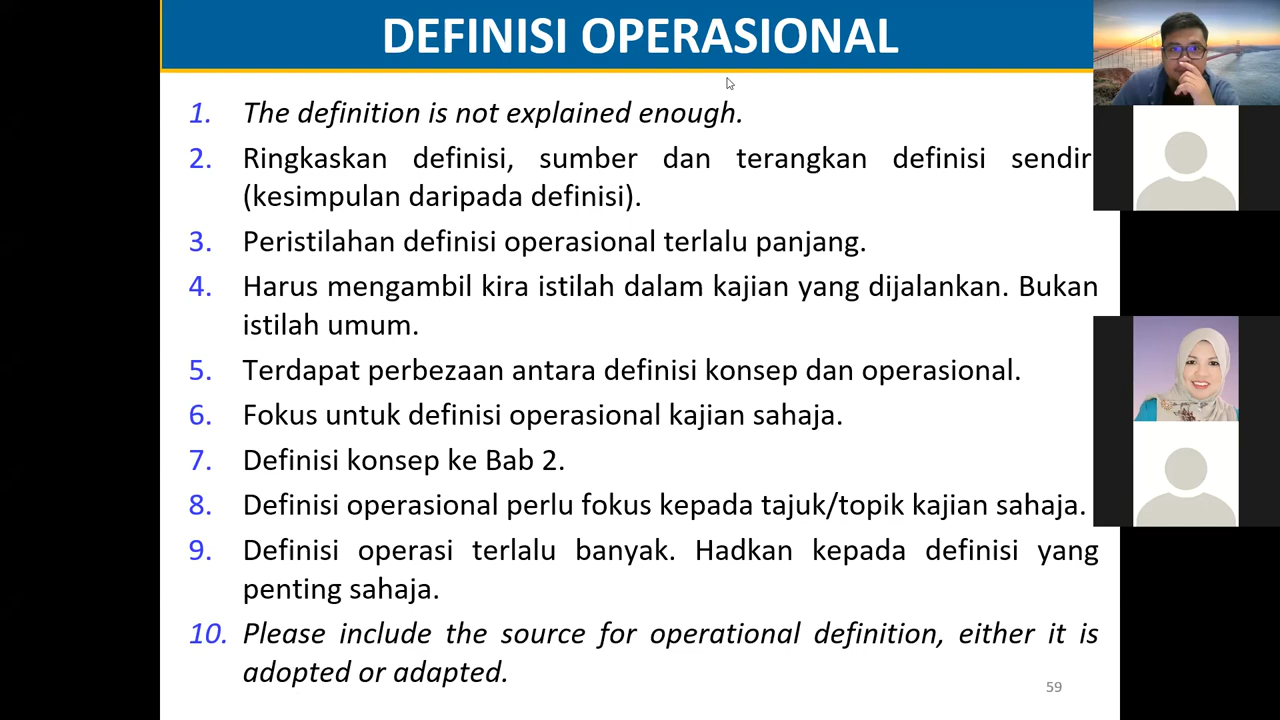 DEFINISI OPERASIONAL
1. The definition is not explained enough.
2. Ringkaskan definisi, sumber dan terangkan definisi sendir
(kesimpulan daripada definisi).
3. Peristilahan definisi operasional terlalu panjang.
4. Harus mengambil kira istilah dalam kajian yang dijalankan. Bukan
istilah umum.
5. Terdapat perbezaan antara definisi konsep dan operasional.
6. Fokus untuk definisi operasional kajian sahaja.
7. Definisi konsep ke Bab 2.
8. Definisi operasional perlu fokus kepada tajuk/topik kajian sahaja.
9. Definisi operasi terlalu banyak. Hadkan kepada definisi yang
penting sahaja.
10. Please include the source for operational definition, either it is
adopted or adapted.
59